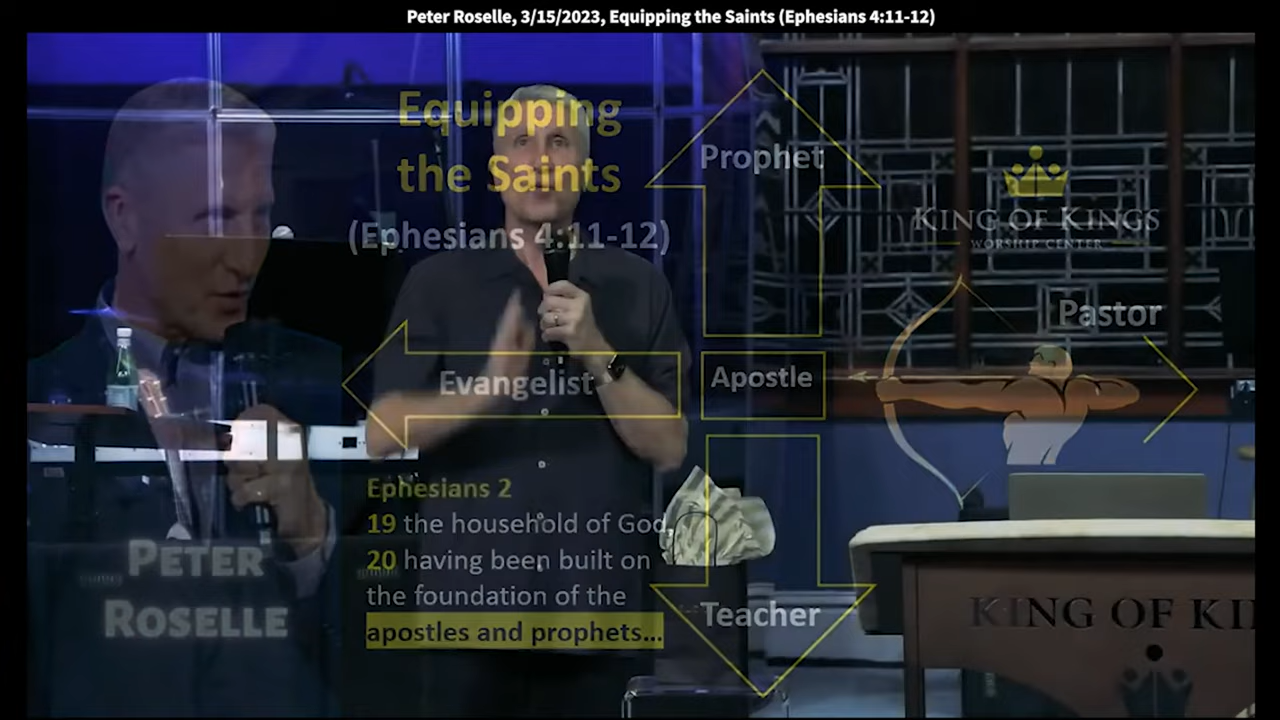 Peter Roselle, 3/15/2023, Equipping the Saints (Ephesians 4:11-12)
Equipping
the Saints
(Ephesians 4:11-12)
Prophet
KING OF KINGS
WORSHIP CENTER
Pastor
Evangelist
Apostle
Ephesians 2
19 the household of God,
20 having been built on
the foundation of the
apostles and prophets...
PETER
ROSELLE
Teacher
KING OF KI